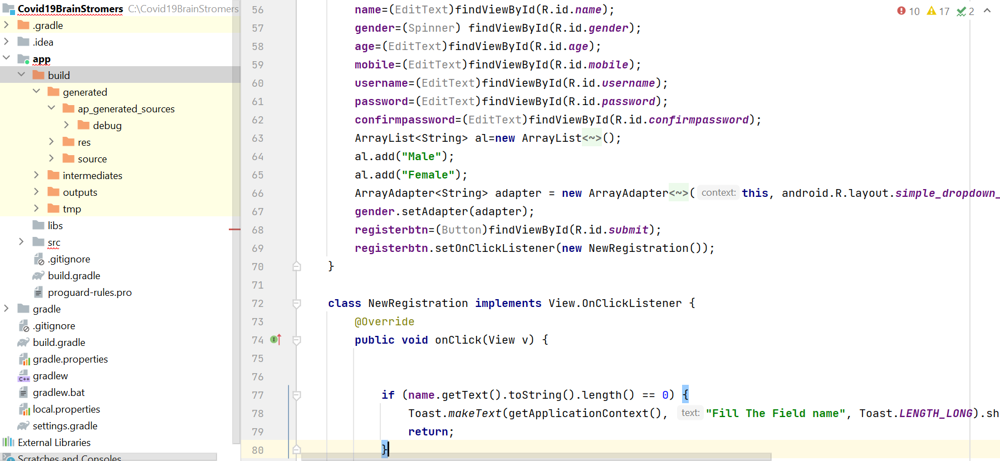 Covid19BrainStromers C:\Covid19BrainStromers
.gradle
.idea
app
build
generated
ap_generated_sources
debug
res
source
intermediates
outputs
tmp
libs
src
.gitignore
build.gradle
proguard-rules.pro
gradle
.gitignore
build.gradle
gradle.properties
gradlew
gradlew.bat
local.properties
settings.gradle
External Libraries
Scratches and Consoles
10 17 2
56 name=(EditText)findViewById(R.id.name);
57 gender=(Spinner) findViewById(R.id.gender);
58 age=(EditText)findViewById(R.id.age);
59 mobile=(EditText)findViewById(R.id.mobile);
60 username=(EditText)findViewById(R.id.username);
61 password=(EditText)findViewById(R.id.password);
62 confirmpassword=(EditText)findViewById(R.id.confirmpassword);
63 ArrayList<String> al=new ArrayList<~>();
64 al.add("Male");
65 al.add("Female");
66 ArrayAdapter<String> adapter = new ArrayAdapter<~>( context: this, android.R.layout.simple_dropdown_
67 gender.setAdapter(adapter);
68 registerbtn=(Button)findViewById(R.id.submit);
69 registerbtn.setOnClickListener(new NewRegistration());
70 }
71
72 class NewRegistration implements View.OnClickListener {
73 @Override
74 public void onClick(View v) {
75
76
77 if (name.getText().toString().length() == 0) {
78 Toast.makeText(getApplicationContext(), text: "Fill The Field name", Toast.LENGTH_LONG).sh
79 return;
80 }